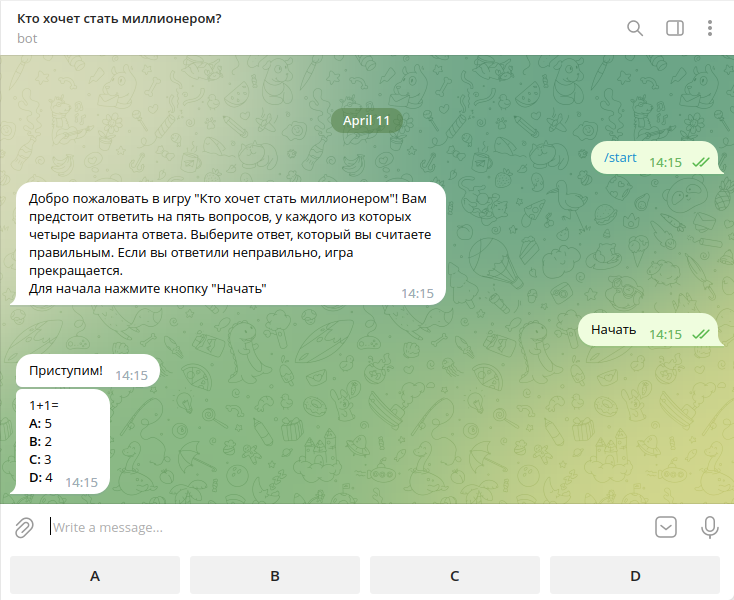 Кто хочет стать миллионером?
bot
April 11
/start 14:15
Добро пожаловать в игру "Кто хочет стать миллионером"! Вам
предстоит ответить на пять вопросов, у каждого из которых
четыре варианта ответа. Выберите ответ, который вы считаете
правильным. Если вы ответили неправильно, игра
прекращается.
Для начала нажмите кнопку "Начать" 14:15
Начать 14:15
Приступим! 14:15
1+1=
A: 5
B: 2
C: 3
D: 4 14:15
Write a message...
A B C D